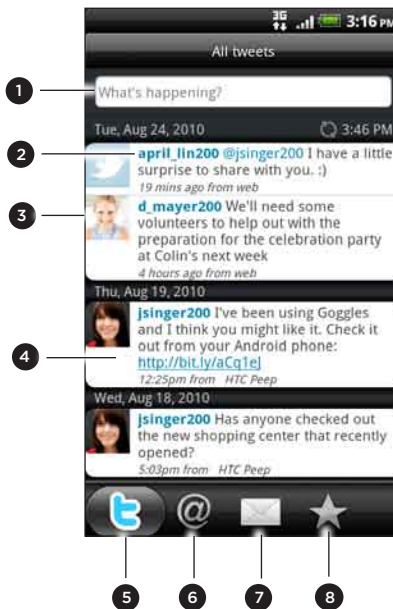 3G 3:16 PM
All tweets
1
What's happening?
Tue, Aug 24, 2010 3:46 PM
2
april_lin200 @jsinger200 I have a little
surprise to share with you. :)
19 mins ago from web
3
d_mayer200 We'll need some
volunteers to help out with the
preparation for the celebration party
at Colin's next week
4 hours ago from web
Thu, Aug 19, 2010
jsinger200 I've been using Goggles
and I think you might like it. Check it
out from your Android phone:
4
http://bit.ly/aCq1eJ
12:25pm from HTC Peep
Wed, Aug 18, 2010
jsinger200 Has anyone checked out
the new shopping center that recently
opened?
5:03pm from HTC Peep
t @
5 6 7 8